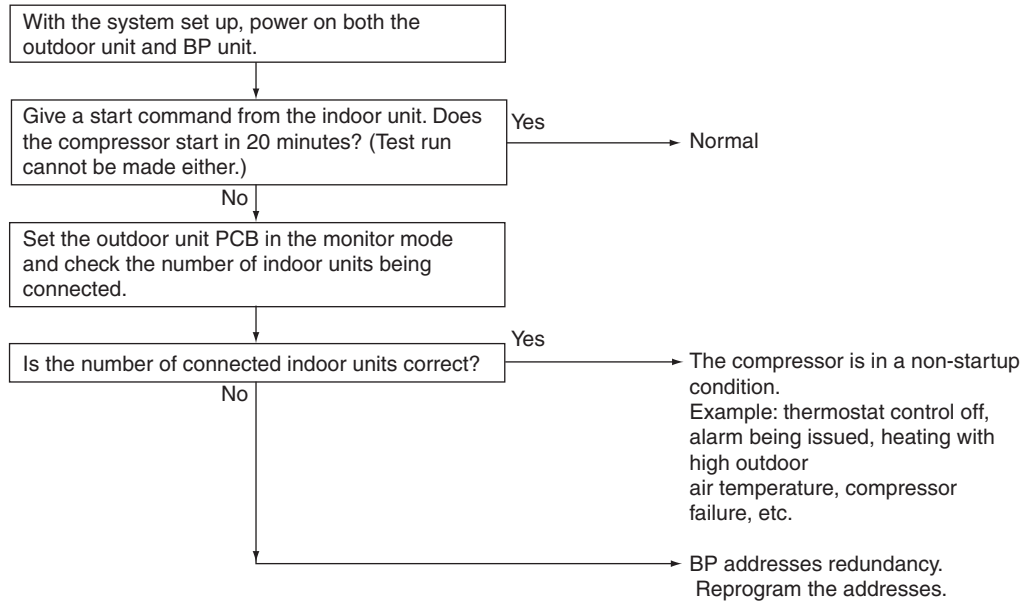 With the system set up, power on both the
outdoor unit and BP unit.
Give a start command from the indoor unit. Does
the compressor start in 20 minutes? (Test run
cannot be made either.)
Yes
Normal
No
Set the outdoor unit PCB in the monitor mode
and check the number of indoor units being
connected.
Is the number of connected indoor units correct?
Yes
The compressor is in a non-startup
condition.
Example: thermostat control off,
alarm being issued, heating with
high outdoor
air temperature, compressor
failure, etc.
No
BP addresses redundancy.
Reprogram the addresses.